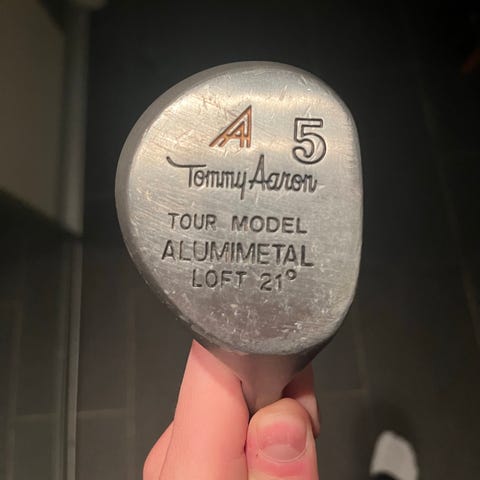 A 5
Tommy Aaron
TOUR MODEL
ALUMIMETAL
LOFT 21°